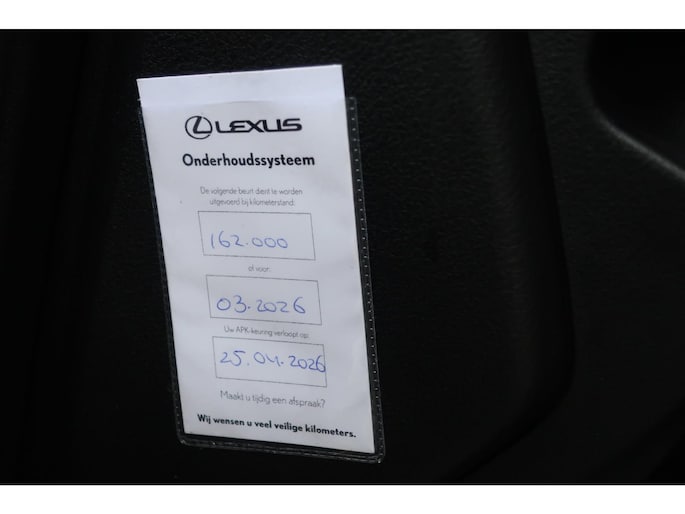 LEXUS
Onderhoudssysteem
De volgende beurt dient te worden
uitgevoerd bij kilometerstand:
162.000
of voor:
03.2026
Uw APK-keuring verloopt op:
25.04.2026
Maakt u tijdig een afspraak?
Wij wensen u veel veilige kilometers.